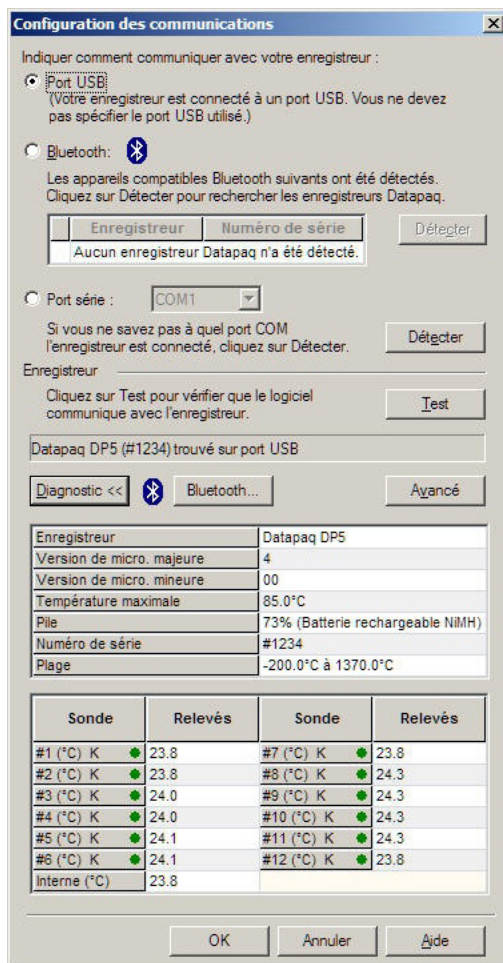 Configuration des communications
Indiquer comment communiquer avec votre enregistreur :
Port USB
(Votre enregistreur est connecté à un port USB. Vous ne devez
pas spécifier le port USB utilisé.)
Bluetooth:
Les appareils compatibles Bluetooth suivants ont été détectés.
Cliquez sur Détecter pour rechercher les enregistreurs Datapaq.
Enregistreur Numéro de série
Aucun enregistreur Datapaq n'a été détecté.
Détecter
Port série : COM1
Si vous ne savez pas à quel port COM
l'enregistreur est connecté, cliquez sur Détecter.
Détecter
Enregistreur
Cliquez sur Test pour vérifier que le logiciel
communique avec l'enregistreur.
Test
Datapaq DP5 (#1234) trouvé sur port USB
Diagnostic << Bluetooth... Avancé
Enregistreur Datapaq DP5
Version de micro. majeure 4
Version de micro. mineure 00
Température maximale 85.0°C
Pile 73% (Batterie rechargeable NiMH)
Numéro de série #1234
Plage -200.0°C à 1370.0°C
Sonde Relevés Sonde Relevés
#1 (°C) K 23.8 #7 (°C) K 23.8
#2 (°C) K 23.8 #8 (°C) K 24.3
#3 (°C) K 24.0 #9 (°C) K 24.3
#4 (°C) K 24.0 #10 (°C) K 24.3
#5 (°C) K 24.1 #11 (°C) K 24.3
#6 (°C) K 24.1 #12 (°C) K 23.8
Interne (°C) 23.8
OK Annuler Aide